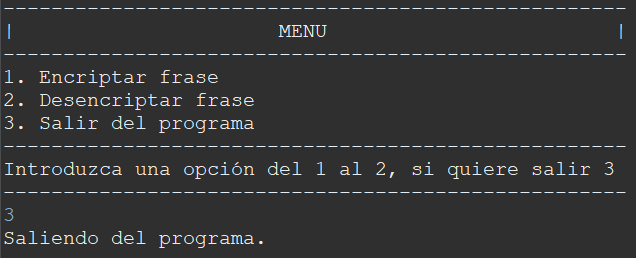 ----------------------------------------------------
|                      MENU                        |
----------------------------------------------------
1. Encriptar frase
2. Desencriptar frase
3. Salir del programa
----------------------------------------------------
Introduzca una opción del 1 al 2, si quiere salir 3
----------------------------------------------------
3
Saliendo del programa.